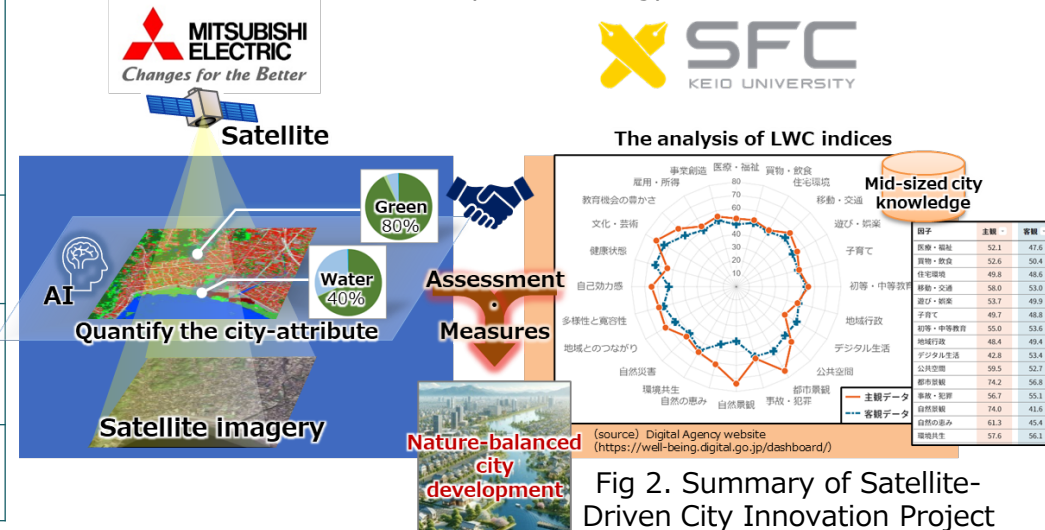 MITSUBISHI
ELECTRIC
Changes for the Better
SFC
KEIO UNIVERSITY
Satellite
The analysis of LWC indices
Green
80%
Water
40%
AI
Quantify the city-attribute
Satellite imagery
Assessment
Measures
Nature-balanced
city
development
医療・福祉
買物・飲食
住宅環境
移動・交通
遊び・娯楽
子育て
初等・中等教育
地域行政
デジタル生活
公共空間
都市景観
事故・犯罪
自然景観
自然の恵み
環境共生
自然災害
地域とのつながり
多様性と寛容性
自己効力感
健康状態
文化・芸術
教育機会の豊かさ
雇用・所得
事業創造
80
70
60
50
40
30
20
10
主観データ
客観データ
Mid-sized city
knowledge
因子 主観 客観
医療・福祉 52.1 47.6
買物・飲食 52.6 50.4
住宅環境 49.8 48.6
移動・交通 58.0 53.0
遊び・娯楽 53.7 49.9
子育て 49.7 48.8
初等・中等教育 55.0 53.6
地域行政 48.4 49.4
デジタル生活 42.8 53.4
公共空間 59.5 52.7
都市景観 74.2 56.8
事故・犯罪 56.7 55.1
自然景観 74.0 41.6
自然の恵み 61.3 45.4
環境共生 57.6 56.1
(source) Digital Agency website
(https://well-being.digital.go.jp/dashboard/)
Fig 2. Summary of Satellite-
Driven City Innovation Project